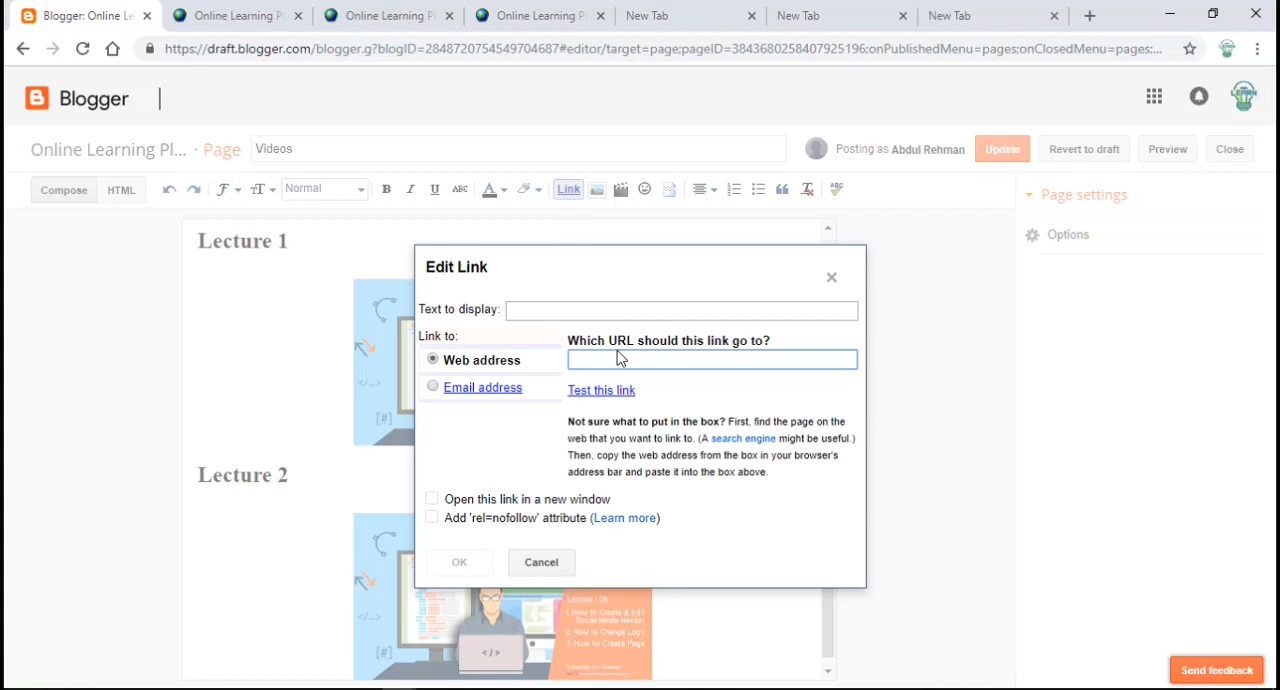 Blogger: Online Le
Online Learning Pl
Online Learning Pl
Online Learning Pl
New Tab
New Tab
New Tab
https://draft.blogger.com/blogger.g?blogID=2848720754549704687#editor/target=page;pageID=3843680258407925196;onPublishedMenu=pages;onClosedMenu=pages;...
Blogger
LEARN
Online Learning Pl... · Page
Videos
Posting as Abdul Rehman
Update
Revert to draft
Preview
Close
Compose
HTML
Normal
B I U ABC A Link
Page settings
Options
Lecture 1
Edit Link
Text to display:
Link to:
Which URL should this link go to?
Web address
Email address
Test this link
Not sure what to put in the box? First, find the page on the
web that you want to link to. (A search engine might be useful.)
Then, copy the web address from the box in your browser's
address bar and paste it into the box above.
Open this link in a new window
Add 'rel=nofollow' attribute (Learn more)
OK
Cancel
[#]
Lecture 2
Lecture : 05
1. How to Create & Edit
Social Media Navbar
2. How to Change Logo
3. How to Create Page
</>
[#]
Subscribe Our Channel
Send feedback